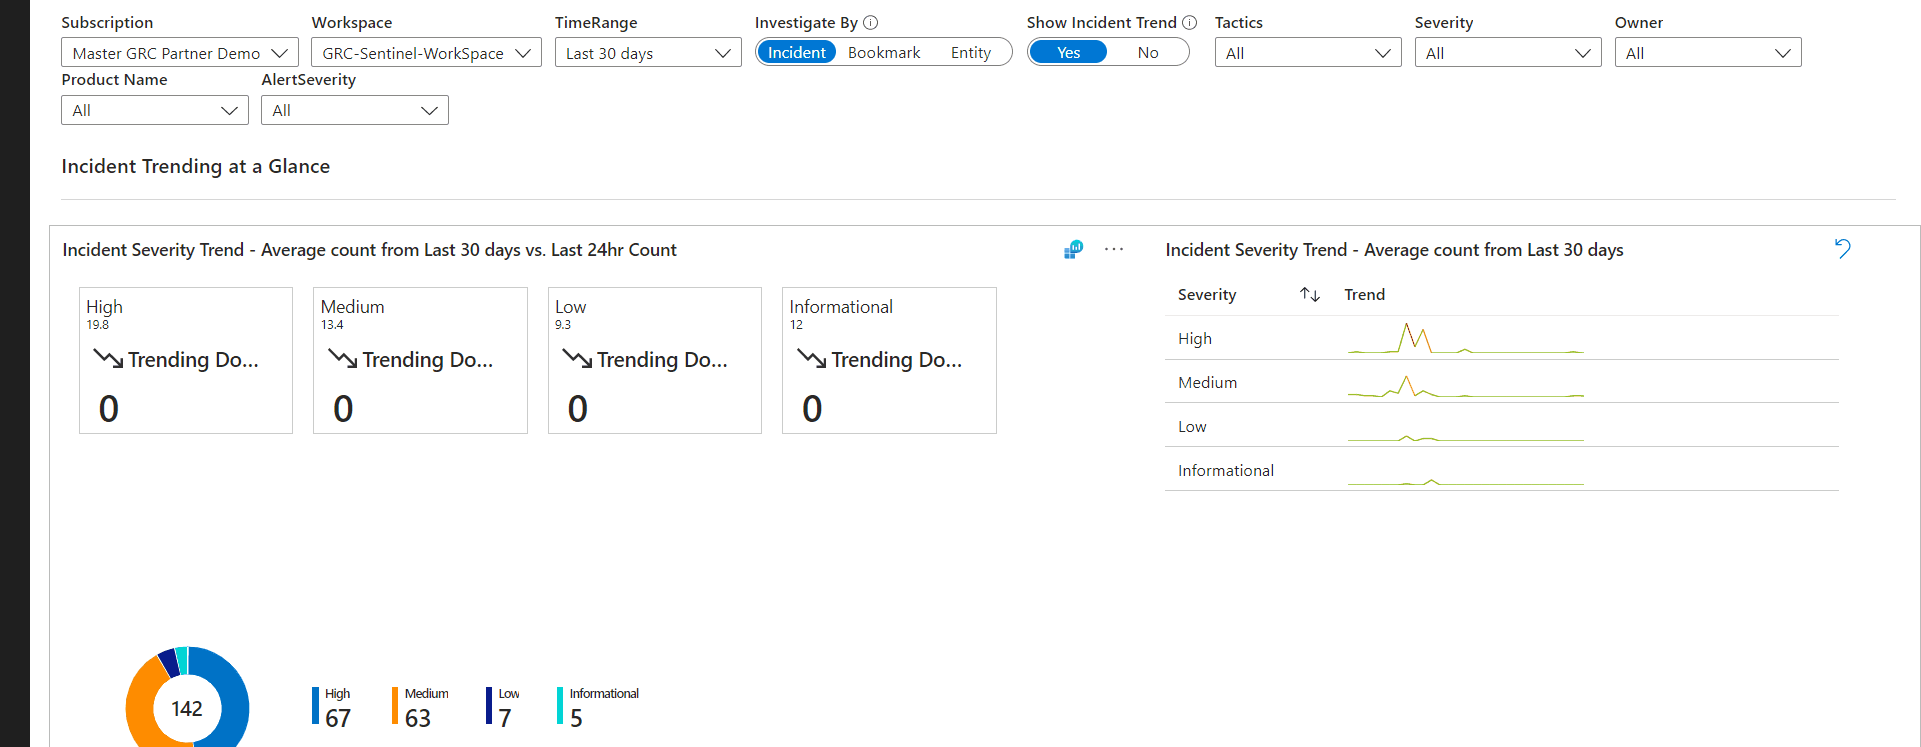 Subscription Workspace TimeRange Investigate By Show Incident Trend Tactics Severity Owner
Master GRC Partner Demo GRC-Sentinel-WorkSpace Last 30 days Incident Bookmark Entity Yes No All All All
Product Name AlertSeverity
All All
Incident Trending at a Glance
Incident Severity Trend - Average count from Last 30 days vs. Last 24hr Count
High Medium Low Informational
19.8 13.4 9.3 12
Trending Do... Trending Do... Trending Do... Trending Do...
0 0 0 0
Incident Severity Trend - Average count from Last 30 days
Severity Trend
High
Medium
Low
Informational
142
High Medium Low Informational
67 63 7 5